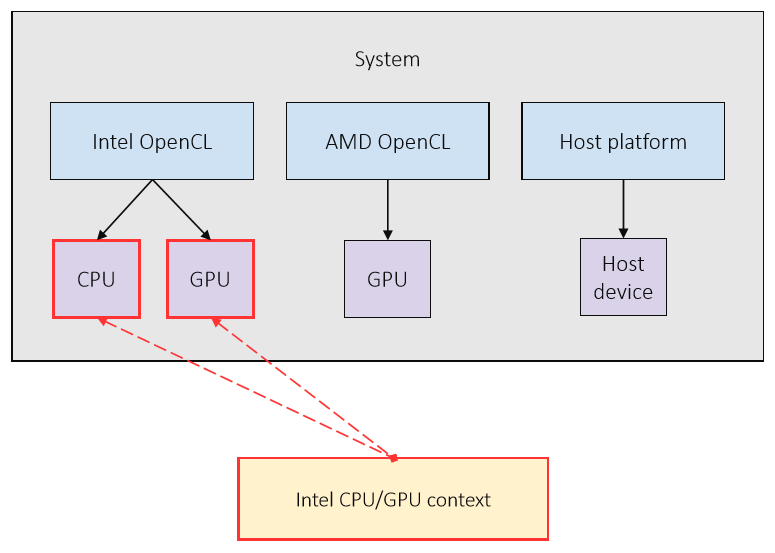 System
Intel OpenCL
AMD OpenCL
Host platform
CPU
GPU
GPU
Host
device
Intel CPU/GPU context